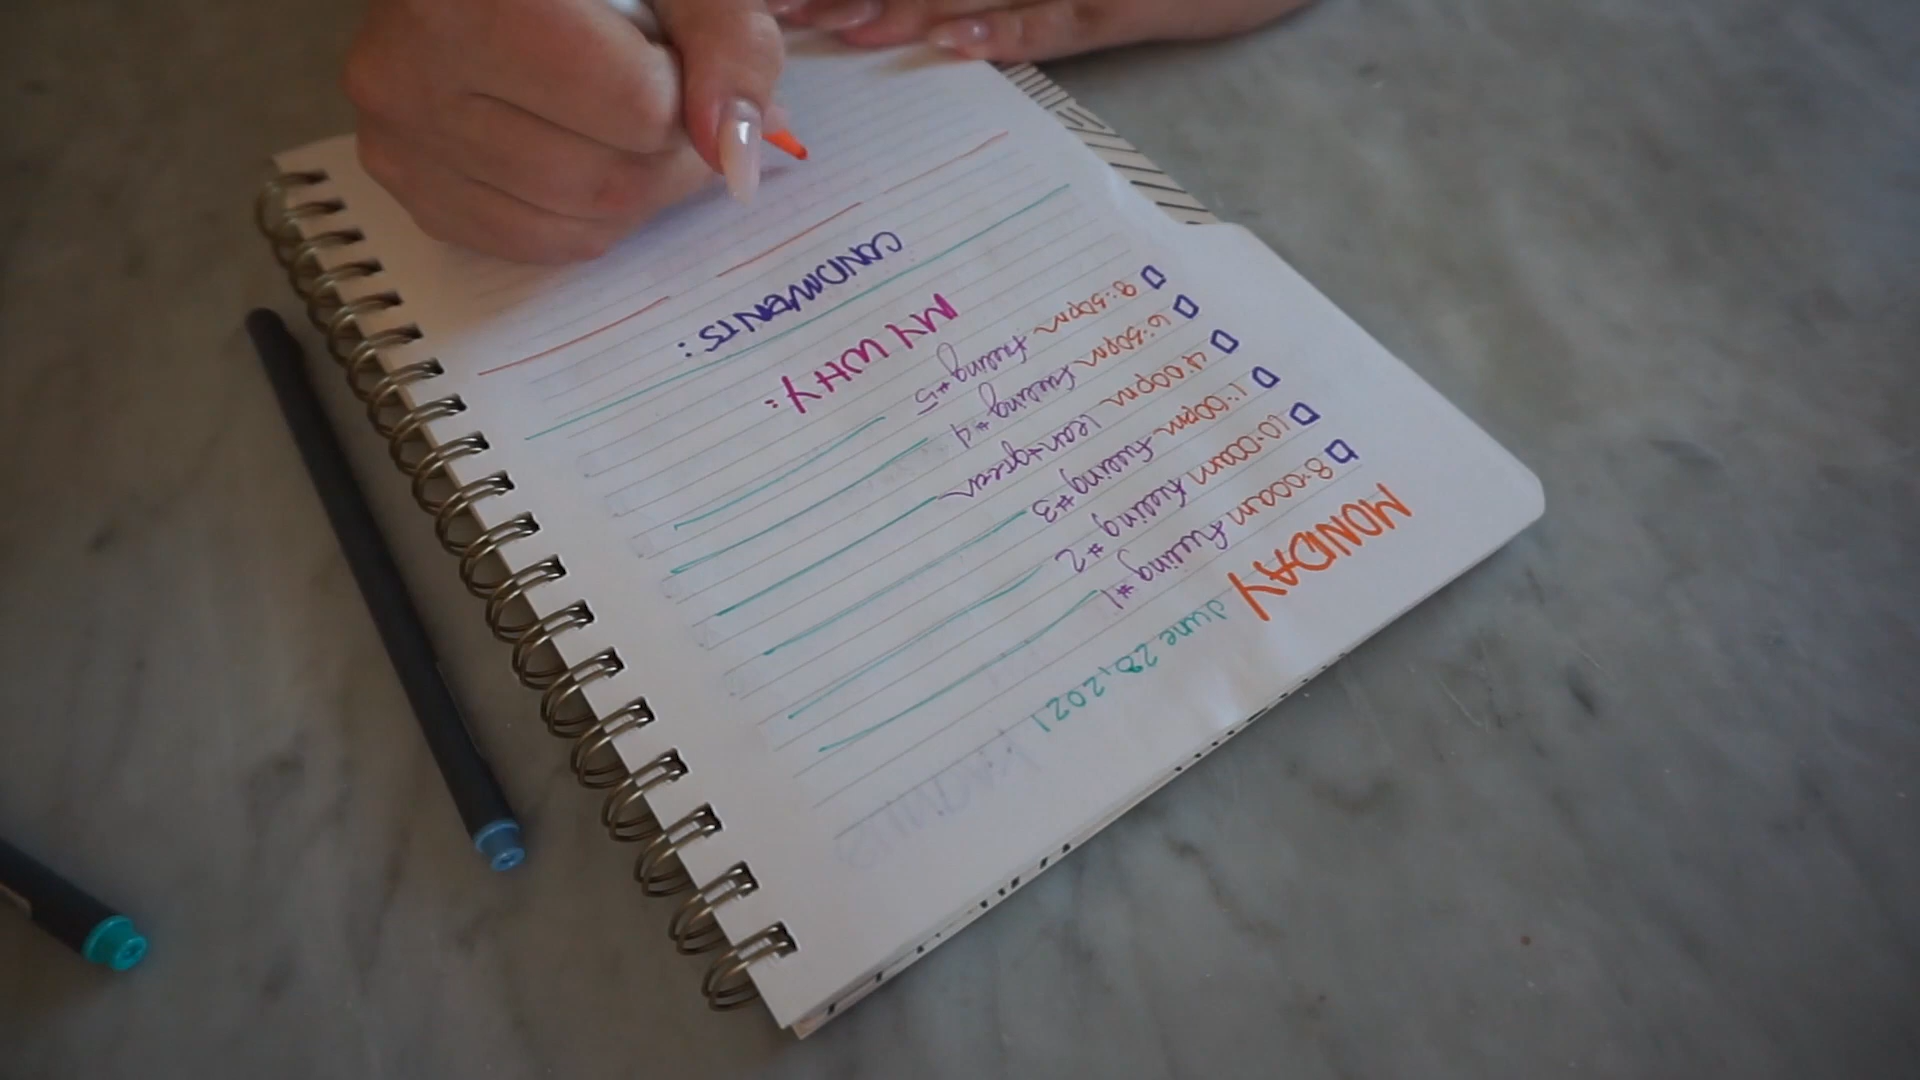 MONDAY June 28, 2021
8:00am fueling #1
10:00am fueling #2
1:00pm fueling #3
4:00pm lean+green
6:30pm fueling #4
8:30pm fueling #5
MY WHY:
CONDIMENTS: